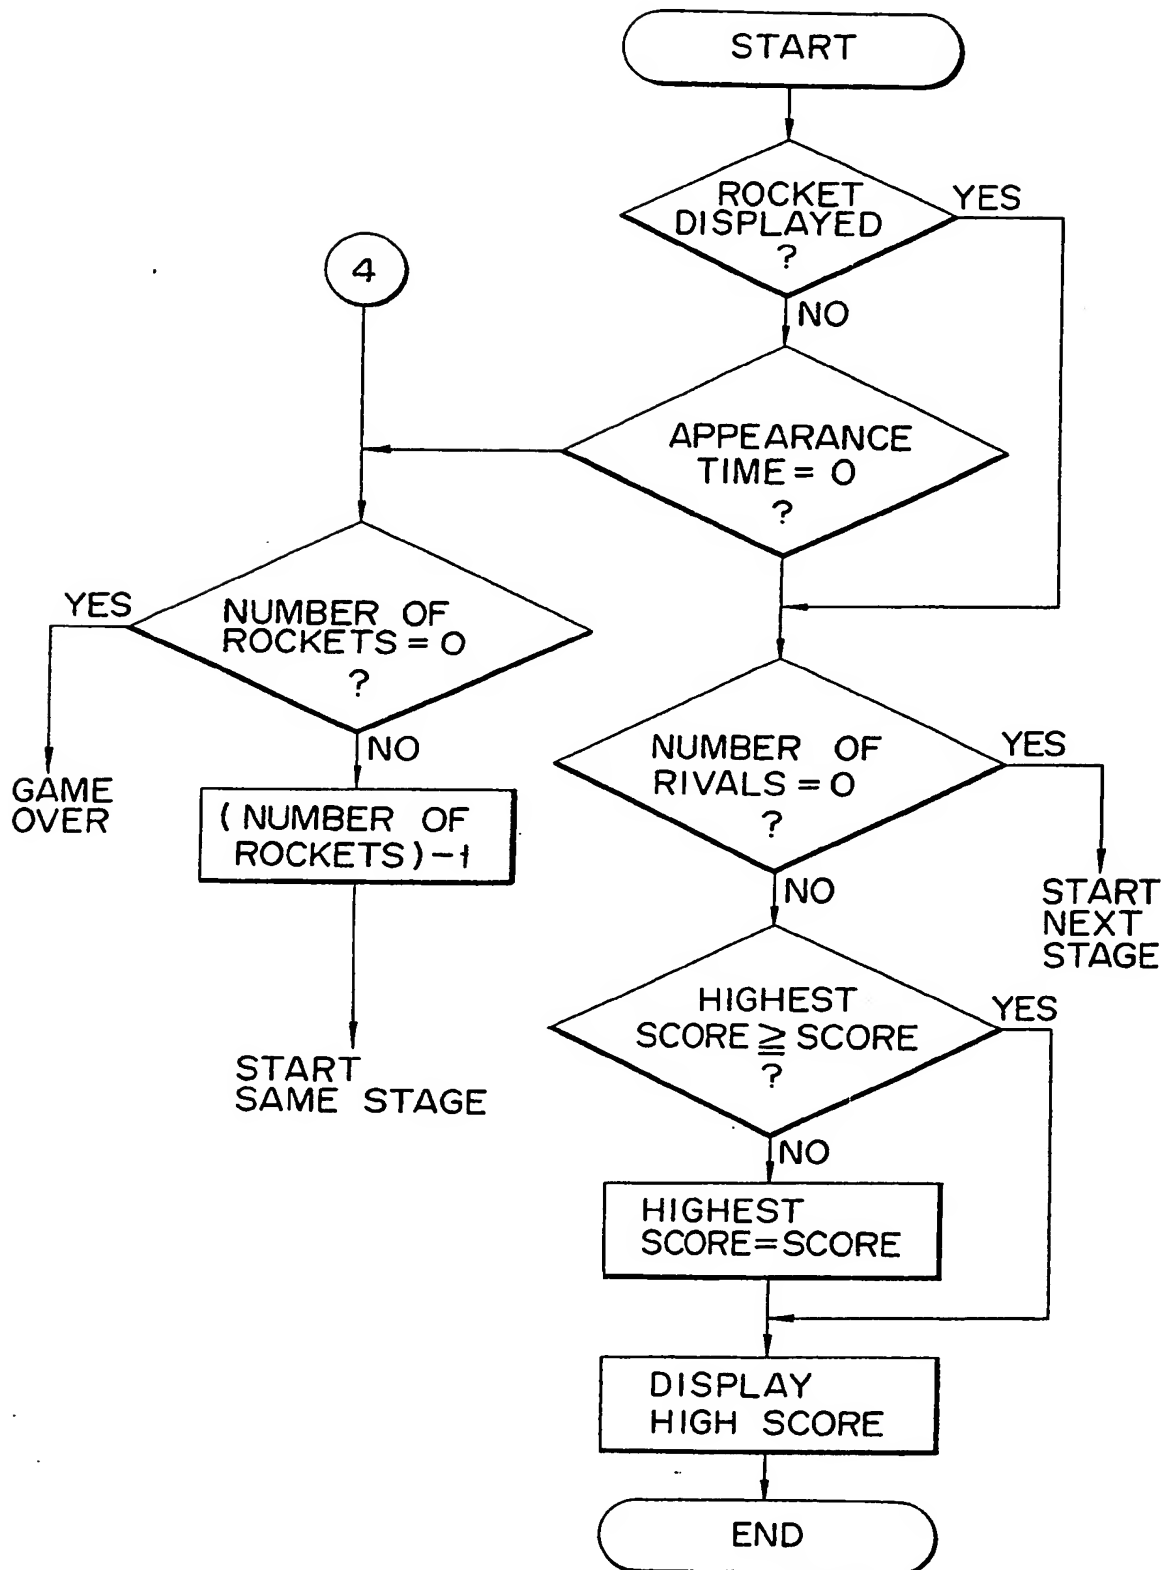 START
ROCKET
DISPLAYED
?
YES
NO
4
APPEARANCE
TIME = 0
?
YES
NUMBER OF
ROCKETS = 0
?
NO
GAME
OVER
(NUMBER OF
ROCKETS) - 1
START
SAME STAGE
NUMBER OF
RIVALS = 0
?
YES
NO
START
NEXT
STAGE
HIGHEST
SCORE ≧ SCORE
?
YES
NO
HIGHEST
SCORE = SCORE
DISPLAY
HIGH SCORE
END